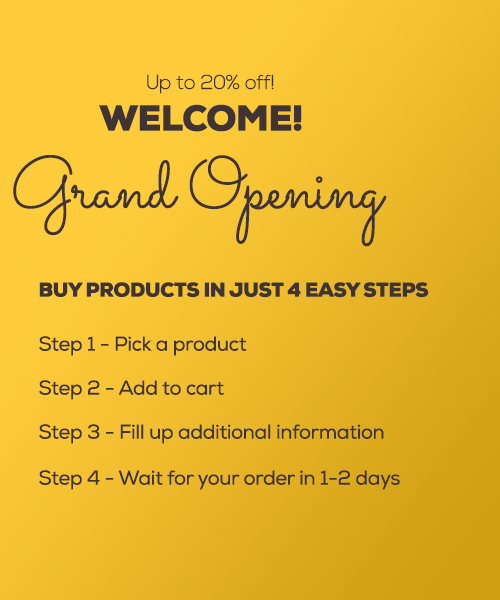 Up to 20% off!
WELCOME!
Grand Opening
BUY PRODUCTS IN JUST 4 EASY STEPS
Step 1 - Pick a product
Step 2 - Add to cart
Step 3 - Fill up additional information
Step 4 - Wait for your order in 1-2 days